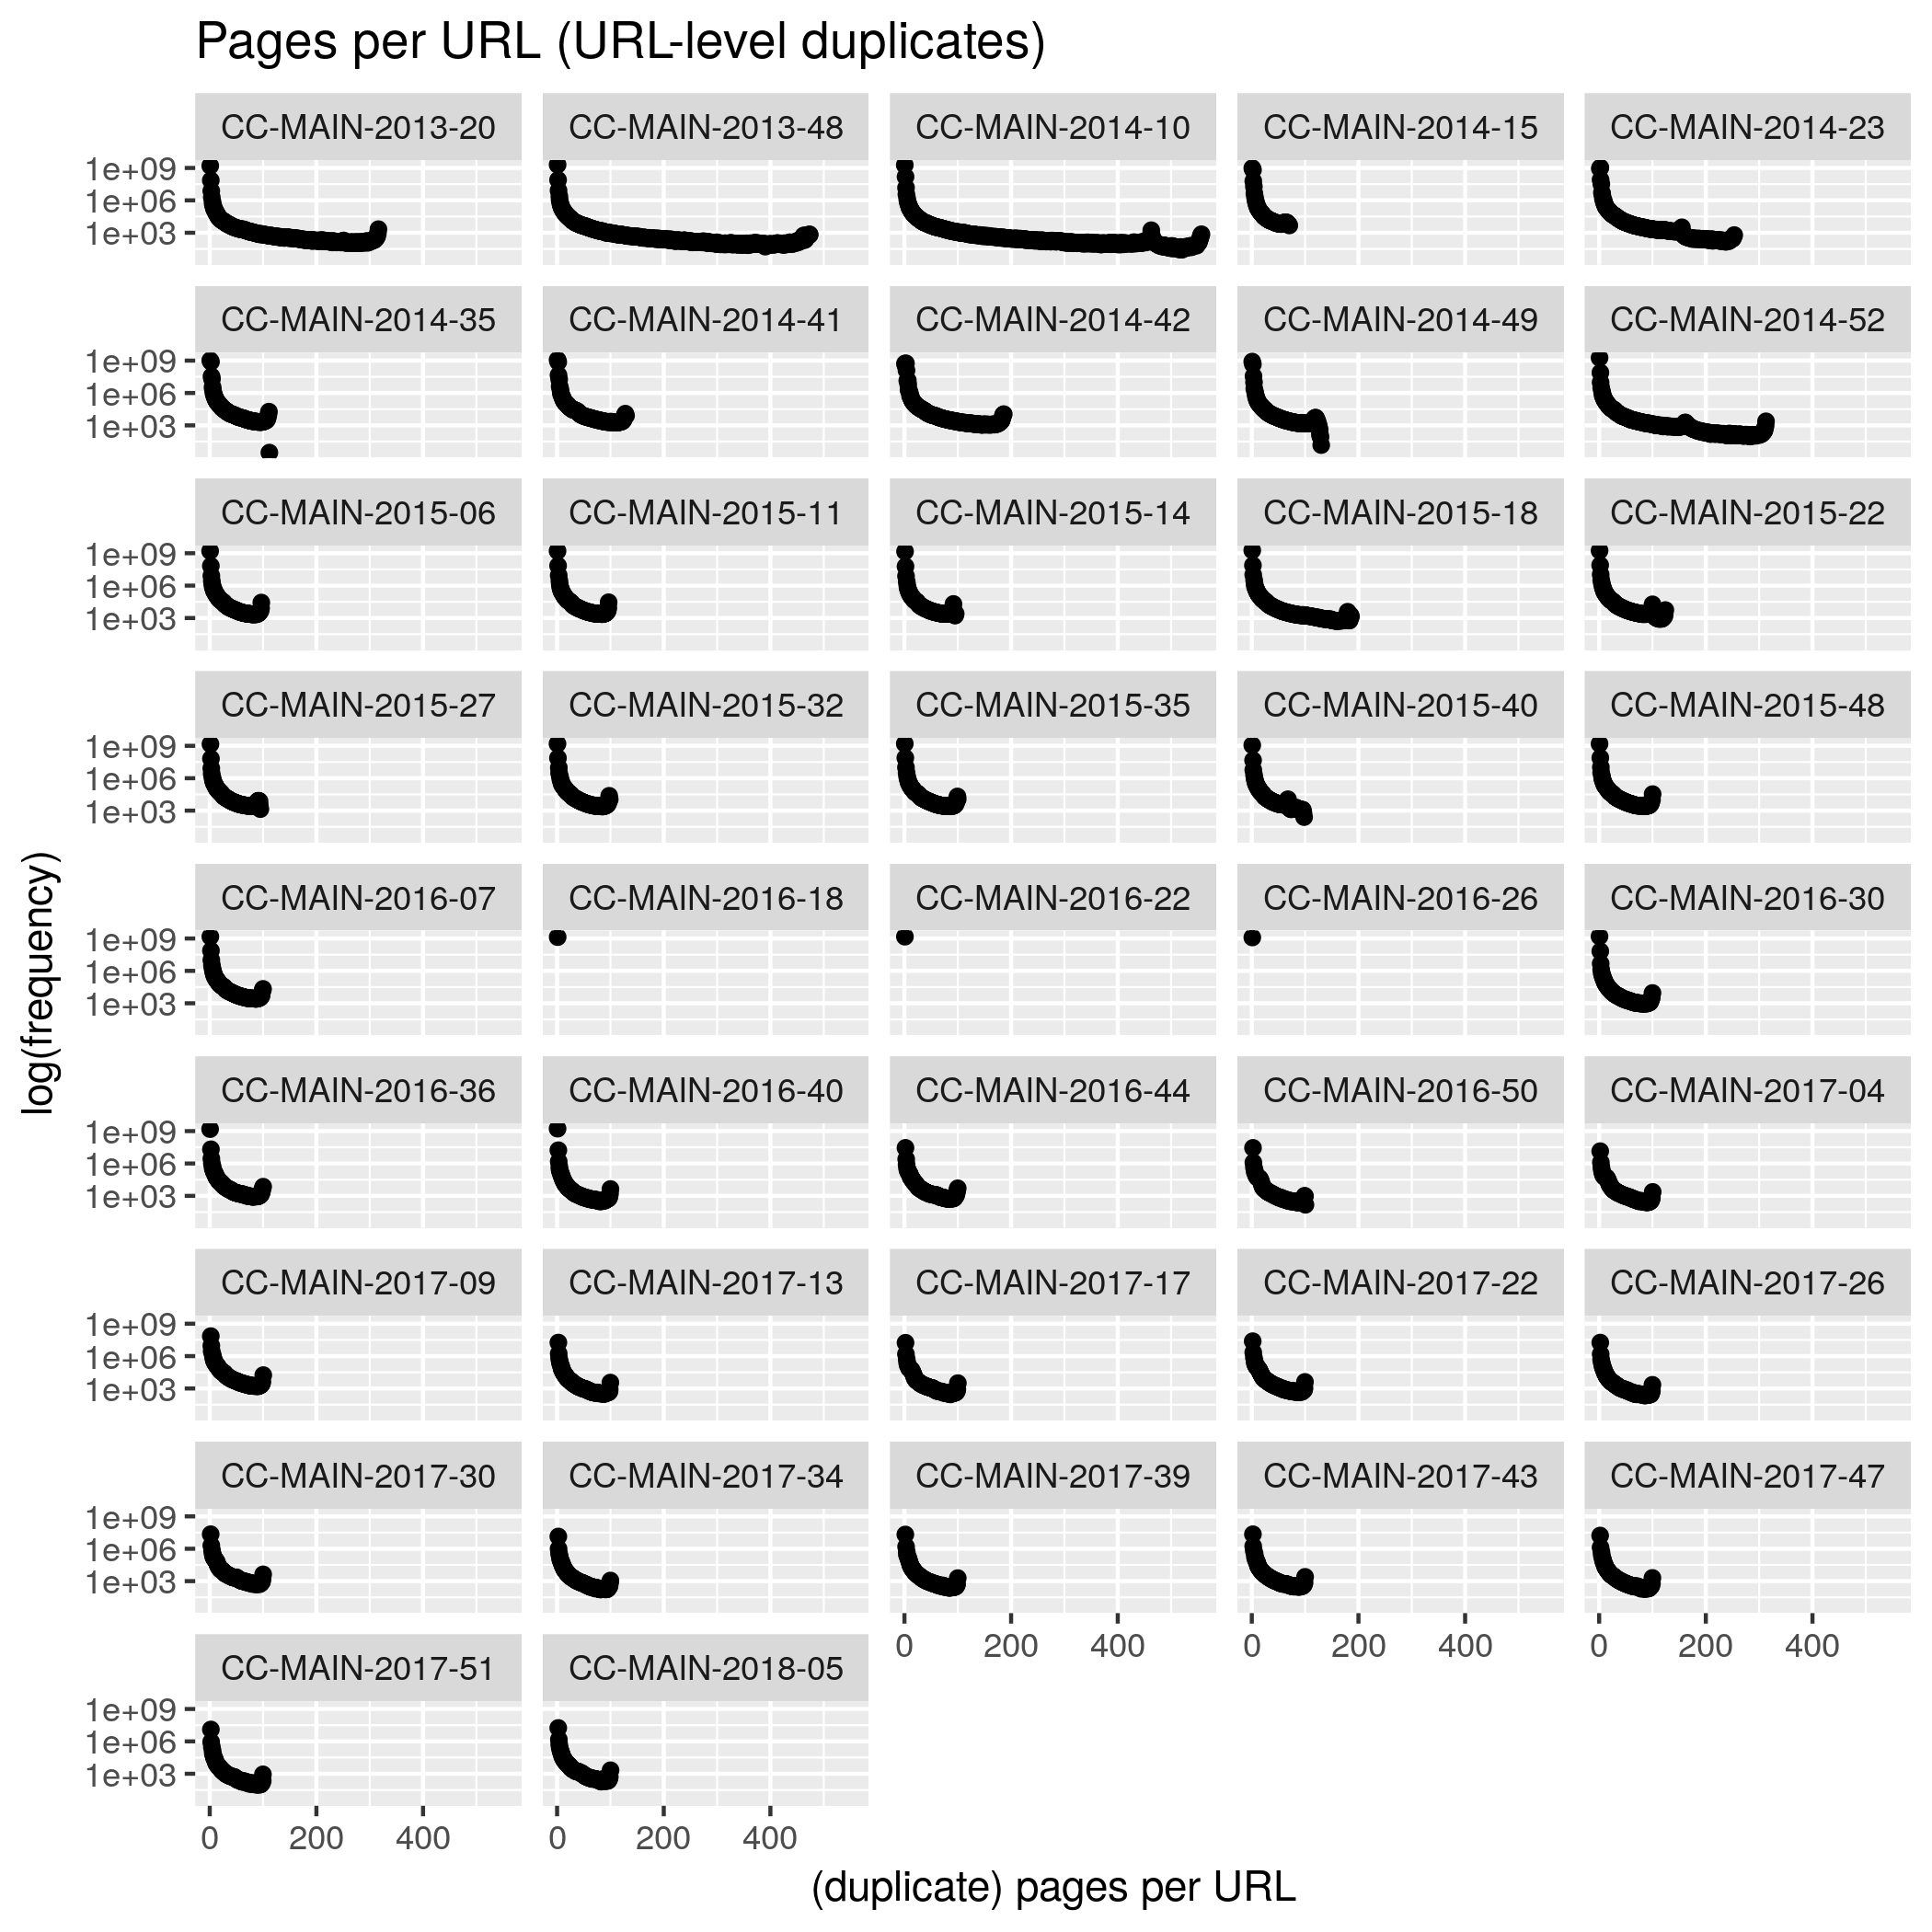 Pages per URL (URL-level duplicates)
CC-MAIN-2013-20 CC-MAIN-2013-48 CC-MAIN-2014-10 CC-MAIN-2014-15 CC-MAIN-2014-23
1e+09
1e+06
1e+03
CC-MAIN-2014-35 CC-MAIN-2014-41 CC-MAIN-2014-42 CC-MAIN-2014-49 CC-MAIN-2014-52
1e+09
1e+06
1e+03
CC-MAIN-2015-06 CC-MAIN-2015-11 CC-MAIN-2015-14 CC-MAIN-2015-18 CC-MAIN-2015-22
1e+09
1e+06
1e+03
CC-MAIN-2015-27 CC-MAIN-2015-32 CC-MAIN-2015-35 CC-MAIN-2015-40 CC-MAIN-2015-48
1e+09
1e+06
1e+03
log(frequency)
CC-MAIN-2016-07 CC-MAIN-2016-18 CC-MAIN-2016-22 CC-MAIN-2016-26 CC-MAIN-2016-30
1e+09
1e+06
1e+03
CC-MAIN-2016-36 CC-MAIN-2016-40 CC-MAIN-2016-44 CC-MAIN-2016-50 CC-MAIN-2017-04
1e+09
1e+06
1e+03
CC-MAIN-2017-09 CC-MAIN-2017-13 CC-MAIN-2017-17 CC-MAIN-2017-22 CC-MAIN-2017-26
1e+09
1e+06
1e+03
CC-MAIN-2017-30 CC-MAIN-2017-34 CC-MAIN-2017-39 CC-MAIN-2017-43 CC-MAIN-2017-47
1e+09
1e+06
1e+03
0 200 400 0 200 400 0 200 400
CC-MAIN-2017-51 CC-MAIN-2018-05
1e+09
1e+06
1e+03
0 200 400 0 200 400
(duplicate) pages per URL